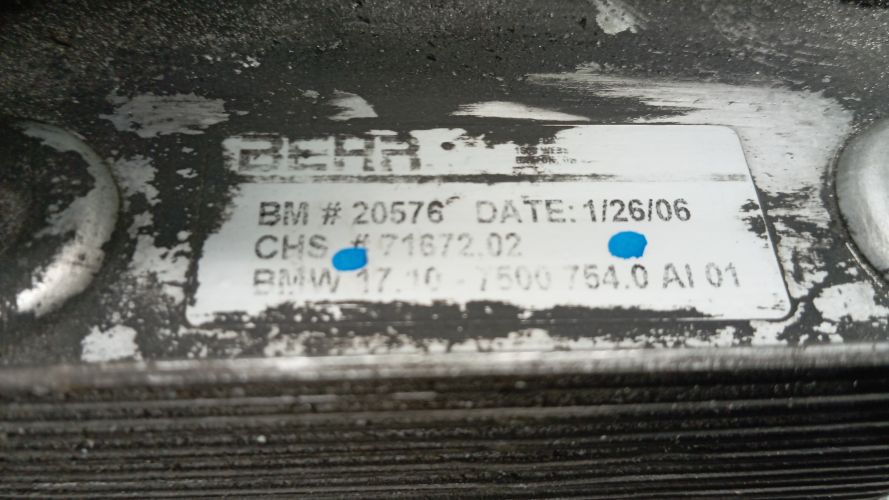 BEHR
BM # 20576 DATE: 1/26/06
CHS # 71672.02
BMW 17.10 - 7500 754.0 AI 01